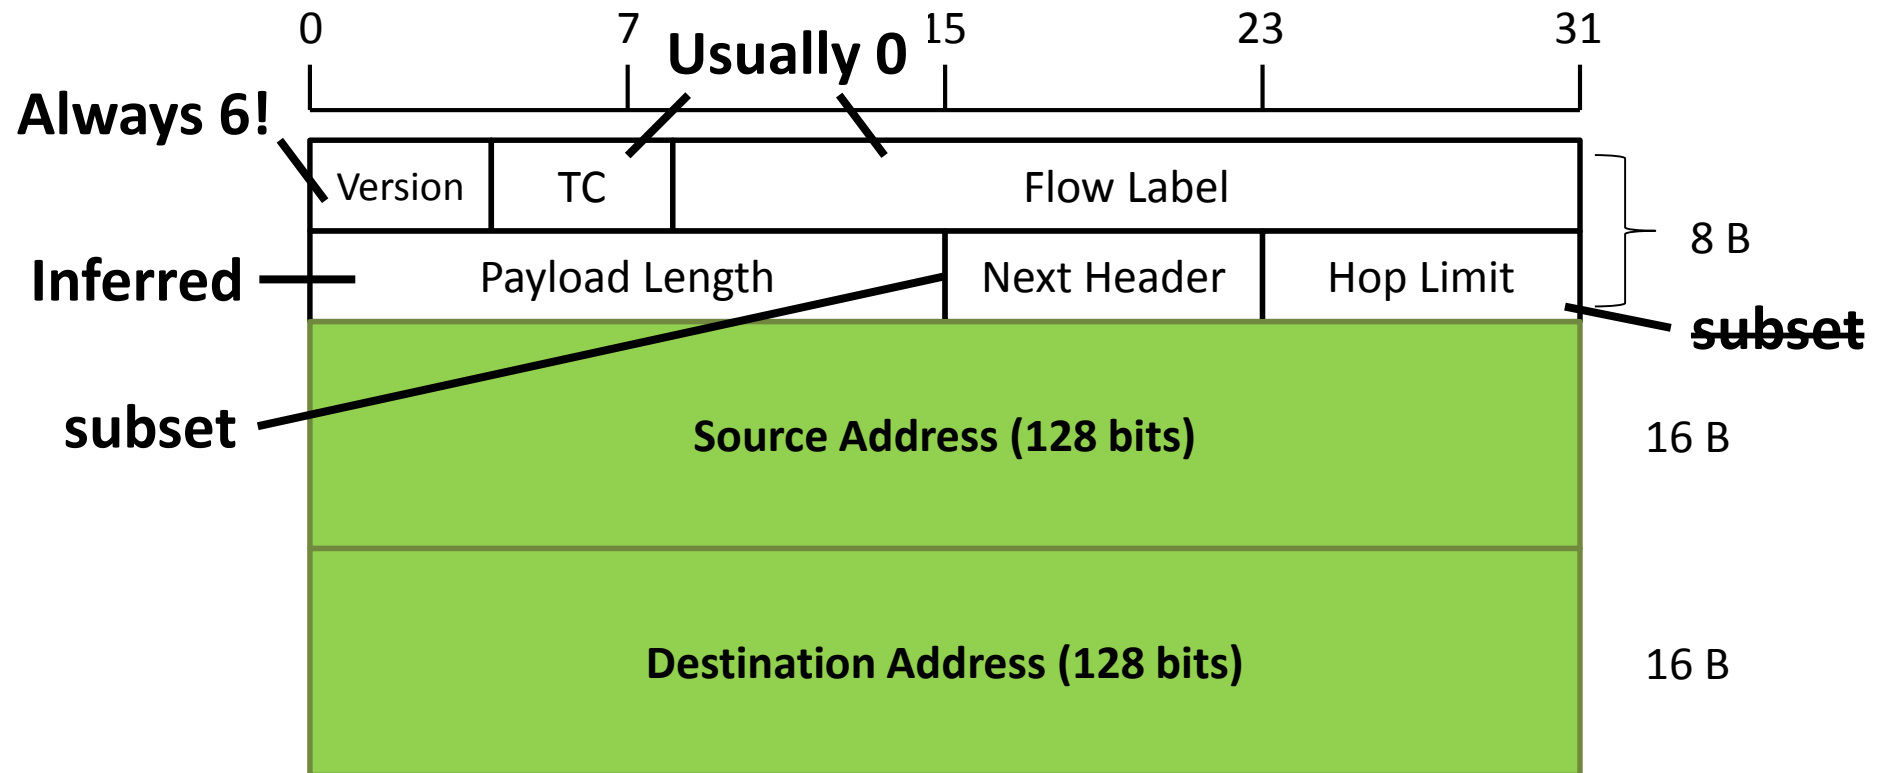 0 7 15 23 31
Usually 0
Always 6!
Version TC Flow Label
8 B
Inferred Payload Length Next Header Hop Limit
subset
subset
Source Address (128 bits) 16 B
Destination Address (128 bits) 16 B